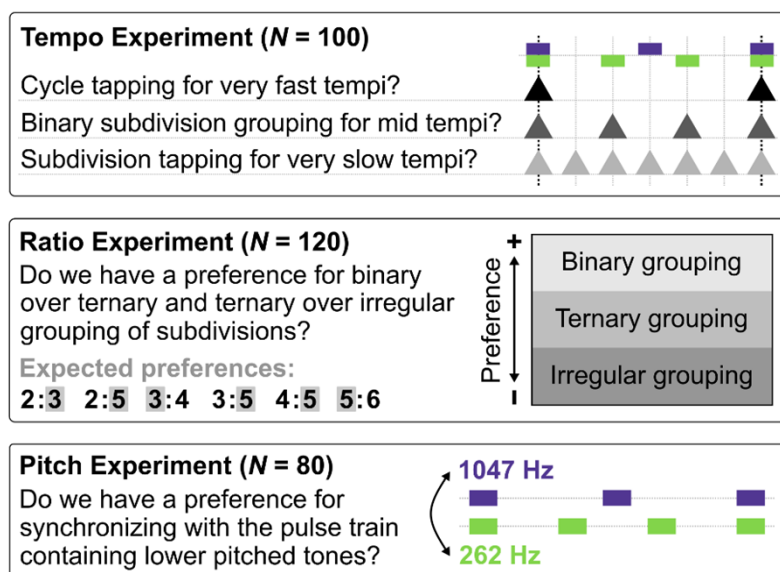 Tempo Experiment (N = 100)
Cycle tapping for very fast tempi?
Binary subdivision grouping for mid tempi?
Subdivision tapping for very slow tempi?
Ratio Experiment (N = 120)
Do we have a preference for binary
over ternary and ternary over irregular
grouping of subdivisions?
Expected preferences:
2:3 2:5 3:4 3:5 4:5 5:6
+
Preference
-
Binary grouping
Ternary grouping
Irregular grouping
Pitch Experiment (N = 80)
Do we have a preference for
synchronizing with the pulse train
containing lower pitched tones?
1047 Hz
262 Hz